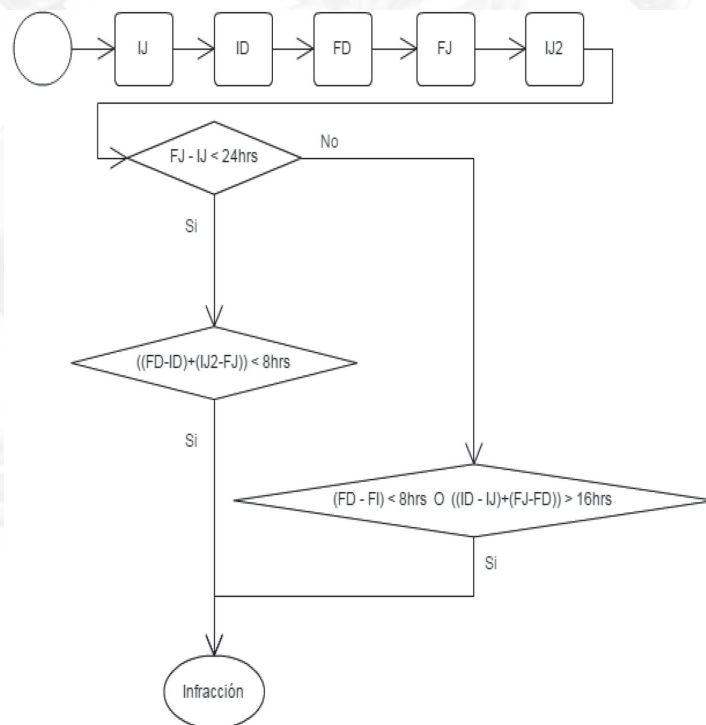 IJ
ID
FD
FJ
IJ2
FJ - IJ < 24hrs
No
Si
((FD-ID)+(IJ2-FJ)) < 8hrs
Si
(FD - FI) < 8hrs O ((ID - IJ)+(FJ-FD)) > 16hrs
Si
Infracción